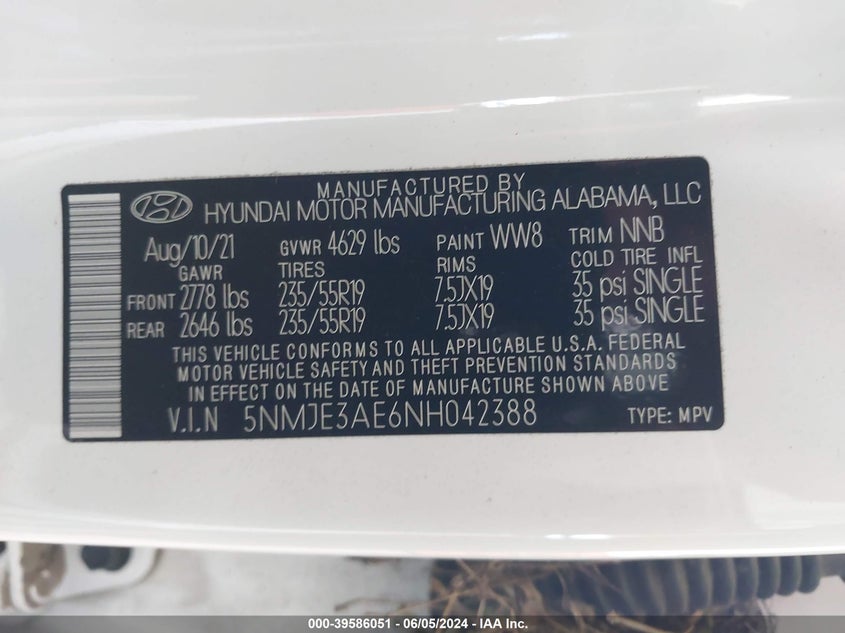 MANUFACTURED BY
HYUNDAI MOTOR MANUFACTURING ALABAMA, LLC
Aug/10/21 GVWR 4629 lbs PAINT WW8 TRIM NNB
GAWR TIRES RIMS COLD TIRE INFL
FRONT 2778 lbs 235/55R19 7.5JX19 35 psi SINGLE
REAR 2646 lbs 235/55R19 7.5JX19 35 psi SINGLE
THIS VEHICLE CONFORMS TO ALL APPLICABLE U.S.A. FEDERAL
MOTOR VEHICLE SAFETY AND THEFT PREVENTION STANDARDS
IN EFFECT ON THE DATE OF MANUFACTURE SHOWN ABOVE
V.I.N 5NMJE3AE6NH042388 TYPE: MPV
000-39586051 - 06/05/2024 - IAAI Inc.